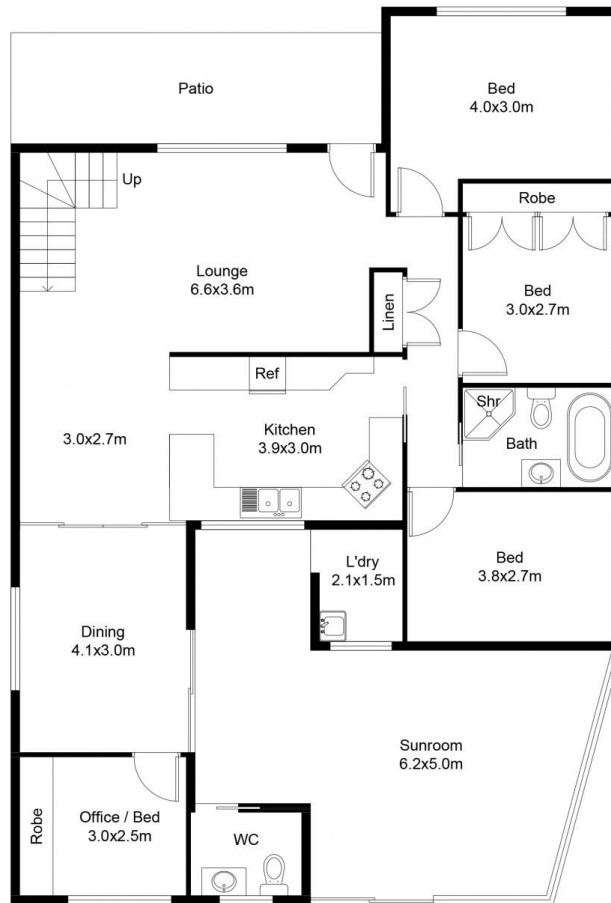 Patio
Bed
4.0x3.0m
Up
Robe
Lounge
6.6x3.6m
Linen
Bed
3.0x2.7m
Ref
Shr
Kitchen
3.9x3.0m
3.0x2.7m
Bath
L'dry
2.1x1.5m
Bed
3.8x2.7m
Dining
4.1x3.0m
Sunroom
6.2x5.0m
Robe
Office / Bed
3.0x2.5m
WC